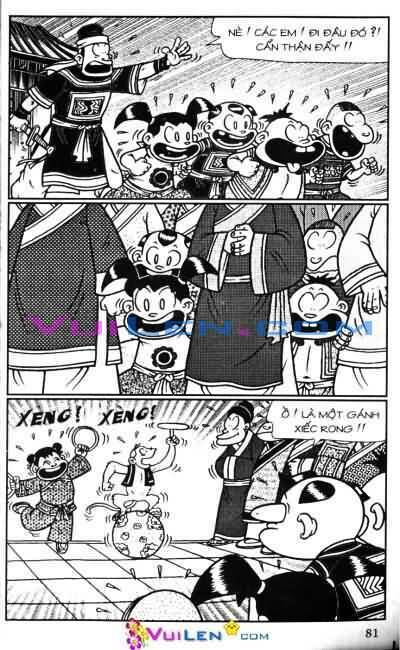 NÈ ! CÁC EM ! ĐI ĐÂU ĐÓ ?!
CẨN THẬN ĐẤY !!
VUILEN.COM
XENG! XENG!
Ồ ! LÀ MỘT GÁNH
XIẾC RONG !!
81
VUILEN COM